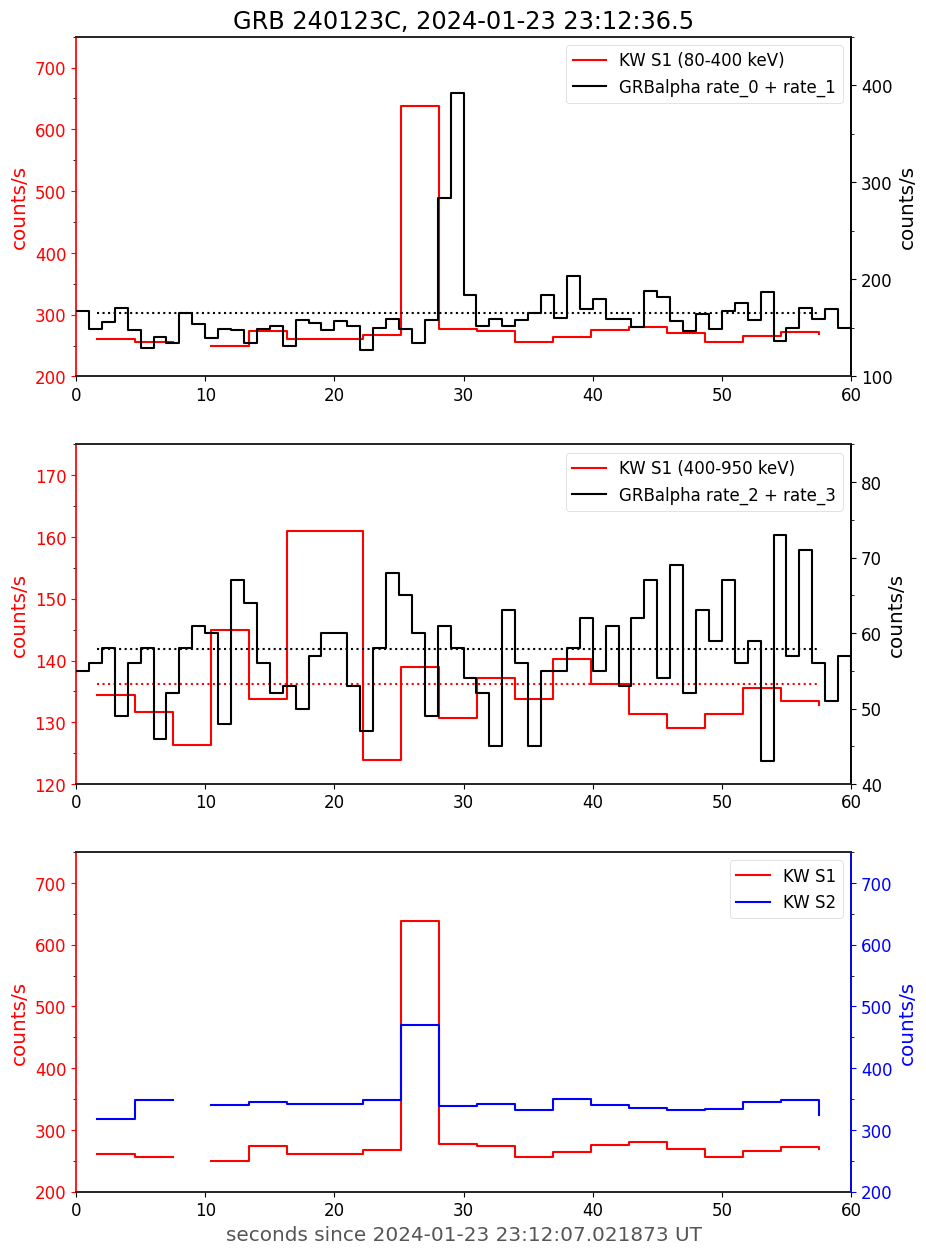 GRB 240123C, 2024-01-23 23:12:36.5
KW S1 (80-400 keV)
GRBalpha rate_0 + rate_1
700
600
500
400
300
200
counts/s
400
300
200
100
counts/s
0 10 20 30 40 50 60
KW S1 (400-950 keV)
GRBalpha rate_2 + rate_3
170
160
150
140
130
120
counts/s
80
70
60
50
40
counts/s
0 10 20 30 40 50 60
KW S1
KW S2
700
600
500
400
300
200
counts/s
700
600
500
400
300
200
counts/s
0 10 20 30 40 50 60
seconds since 2024-01-23 23:12:07.021873 UT